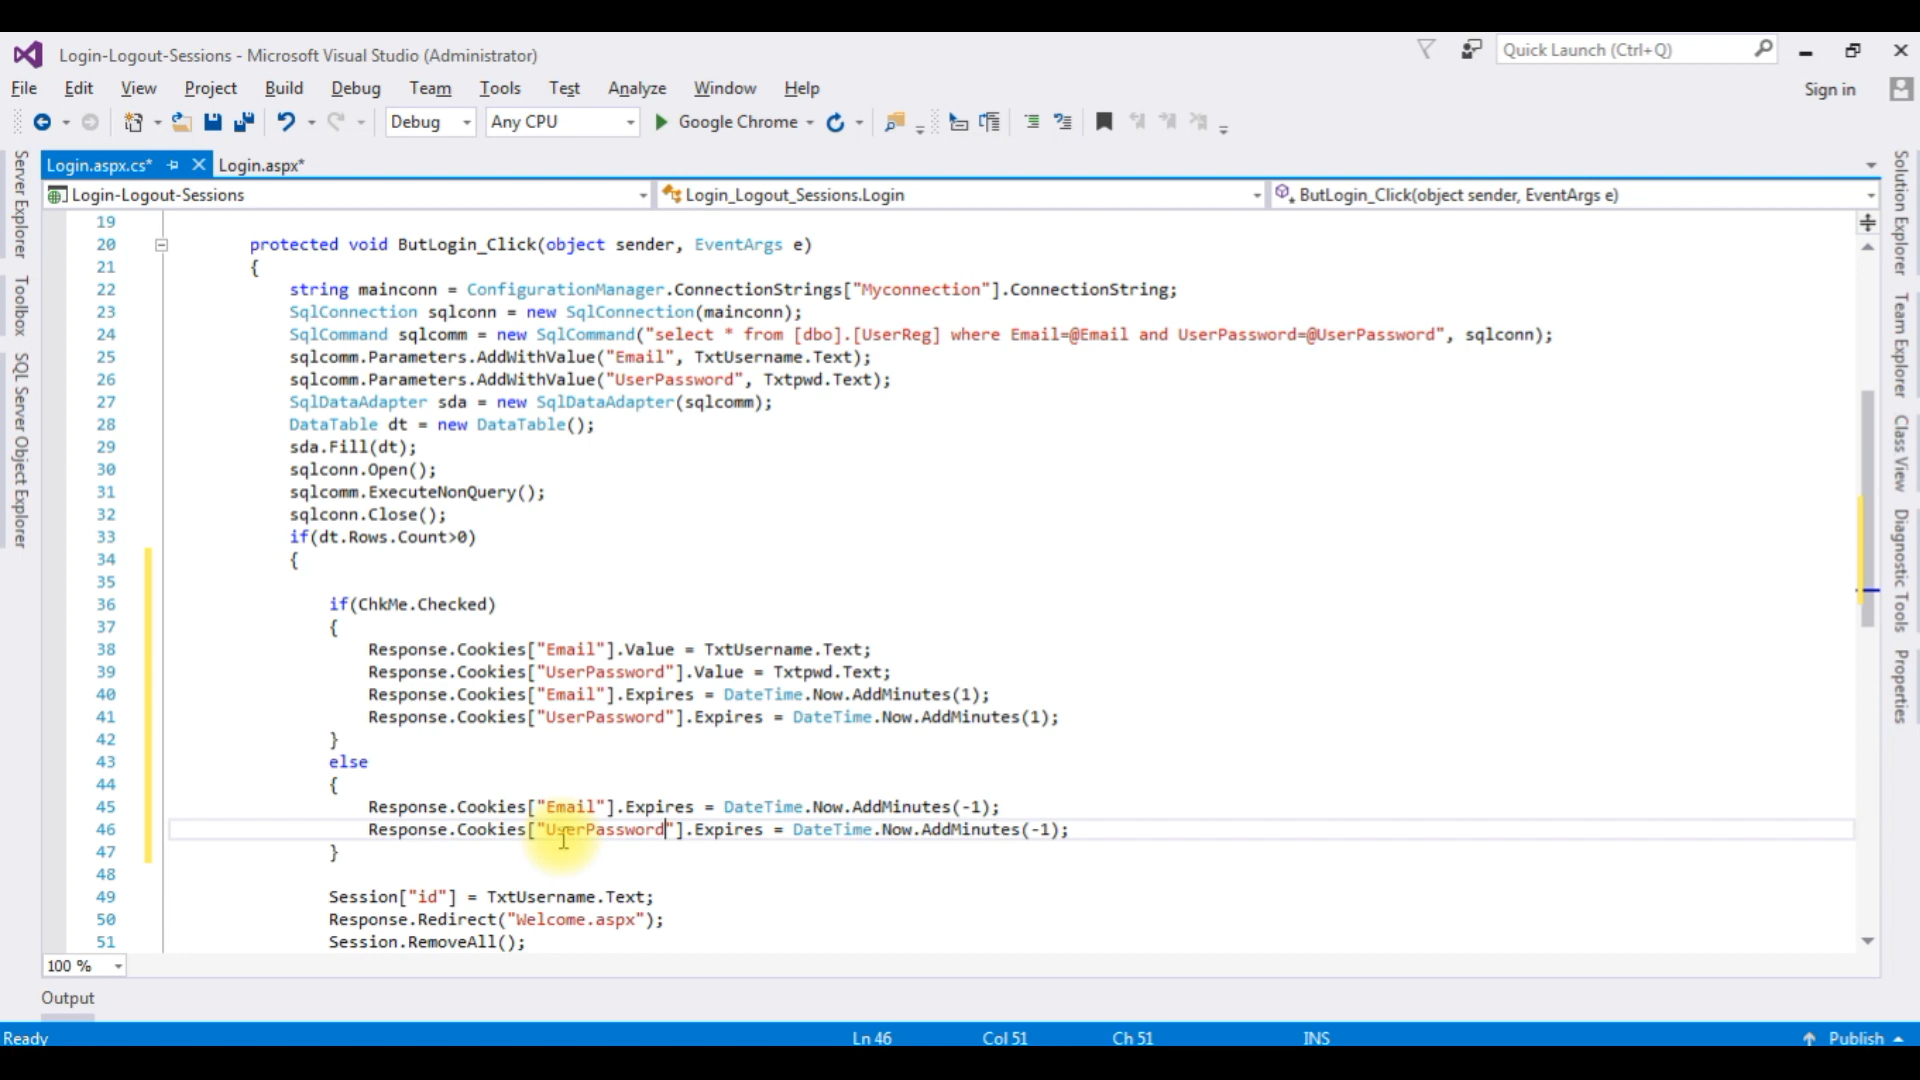 Login-Logout-Sessions - Microsoft Visual Studio (Administrator)
Quick Launch (Ctrl+Q)
File Edit View Project Build Debug Team Tools Test Analyze Window Help
Sign in
Debug Any CPU Google Chrome
Login.aspx.cs* Login.aspx*
Login-Logout-Sessions Login_Logout_Sessions.Login ButLogin_Click(object sender, EventArgs e)
Server Explorer
Toolbox
SQL Server Object Explorer
19
20 protected void ButLogin_Click(object sender, EventArgs e)
21 {
22 string mainconn = ConfigurationManager.ConnectionStrings["Myconnection"].ConnectionString;
23 SqlConnection sqlconn = new SqlConnection(mainconn);
24 SqlCommand sqlcomm = new SqlCommand("select * from [dbo].[UserReg] where Email=@Email and UserPassword=@UserPassword", sqlconn);
25 sqlcomm.Parameters.AddWithValue("Email", TxtUsername.Text);
26 sqlcomm.Parameters.AddWithValue("UserPassword", Txtpwd.Text);
27 SqlDataAdapter sda = new SqlDataAdapter(sqlcomm);
28 DataTable dt = new DataTable();
29 sda.Fill(dt);
30 sqlconn.Open();
31 sqlcomm.ExecuteNonQuery();
32 sqlconn.Close();
33 if(dt.Rows.Count>0)
34 {
35
36 if(ChkMe.Checked)
37 {
38 Response.Cookies["Email"].Value = TxtUsername.Text;
39 Response.Cookies["UserPassword"].Value = Txtpwd.Text;
40 Response.Cookies["Email"].Expires = DateTime.Now.AddMinutes(1);
41 Response.Cookies["UserPassword"].Expires = DateTime.Now.AddMinutes(1);
42 }
43 else
44 {
45 Response.Cookies["Email"].Expires = DateTime.Now.AddMinutes(-1);
46 Response.Cookies["UserPassword"].Expires = DateTime.Now.AddMinutes(-1);
47 }
48
49 Session["id"] = TxtUsername.Text;
50 Response.Redirect("Welcome.aspx");
51 Session.RemoveAll();
Solution Explorer
Team Explorer
Class View
Diagnostic Tools
Properties
100 %
Output
Ready Ln 46 Col 51 Ch 51 INS Publish